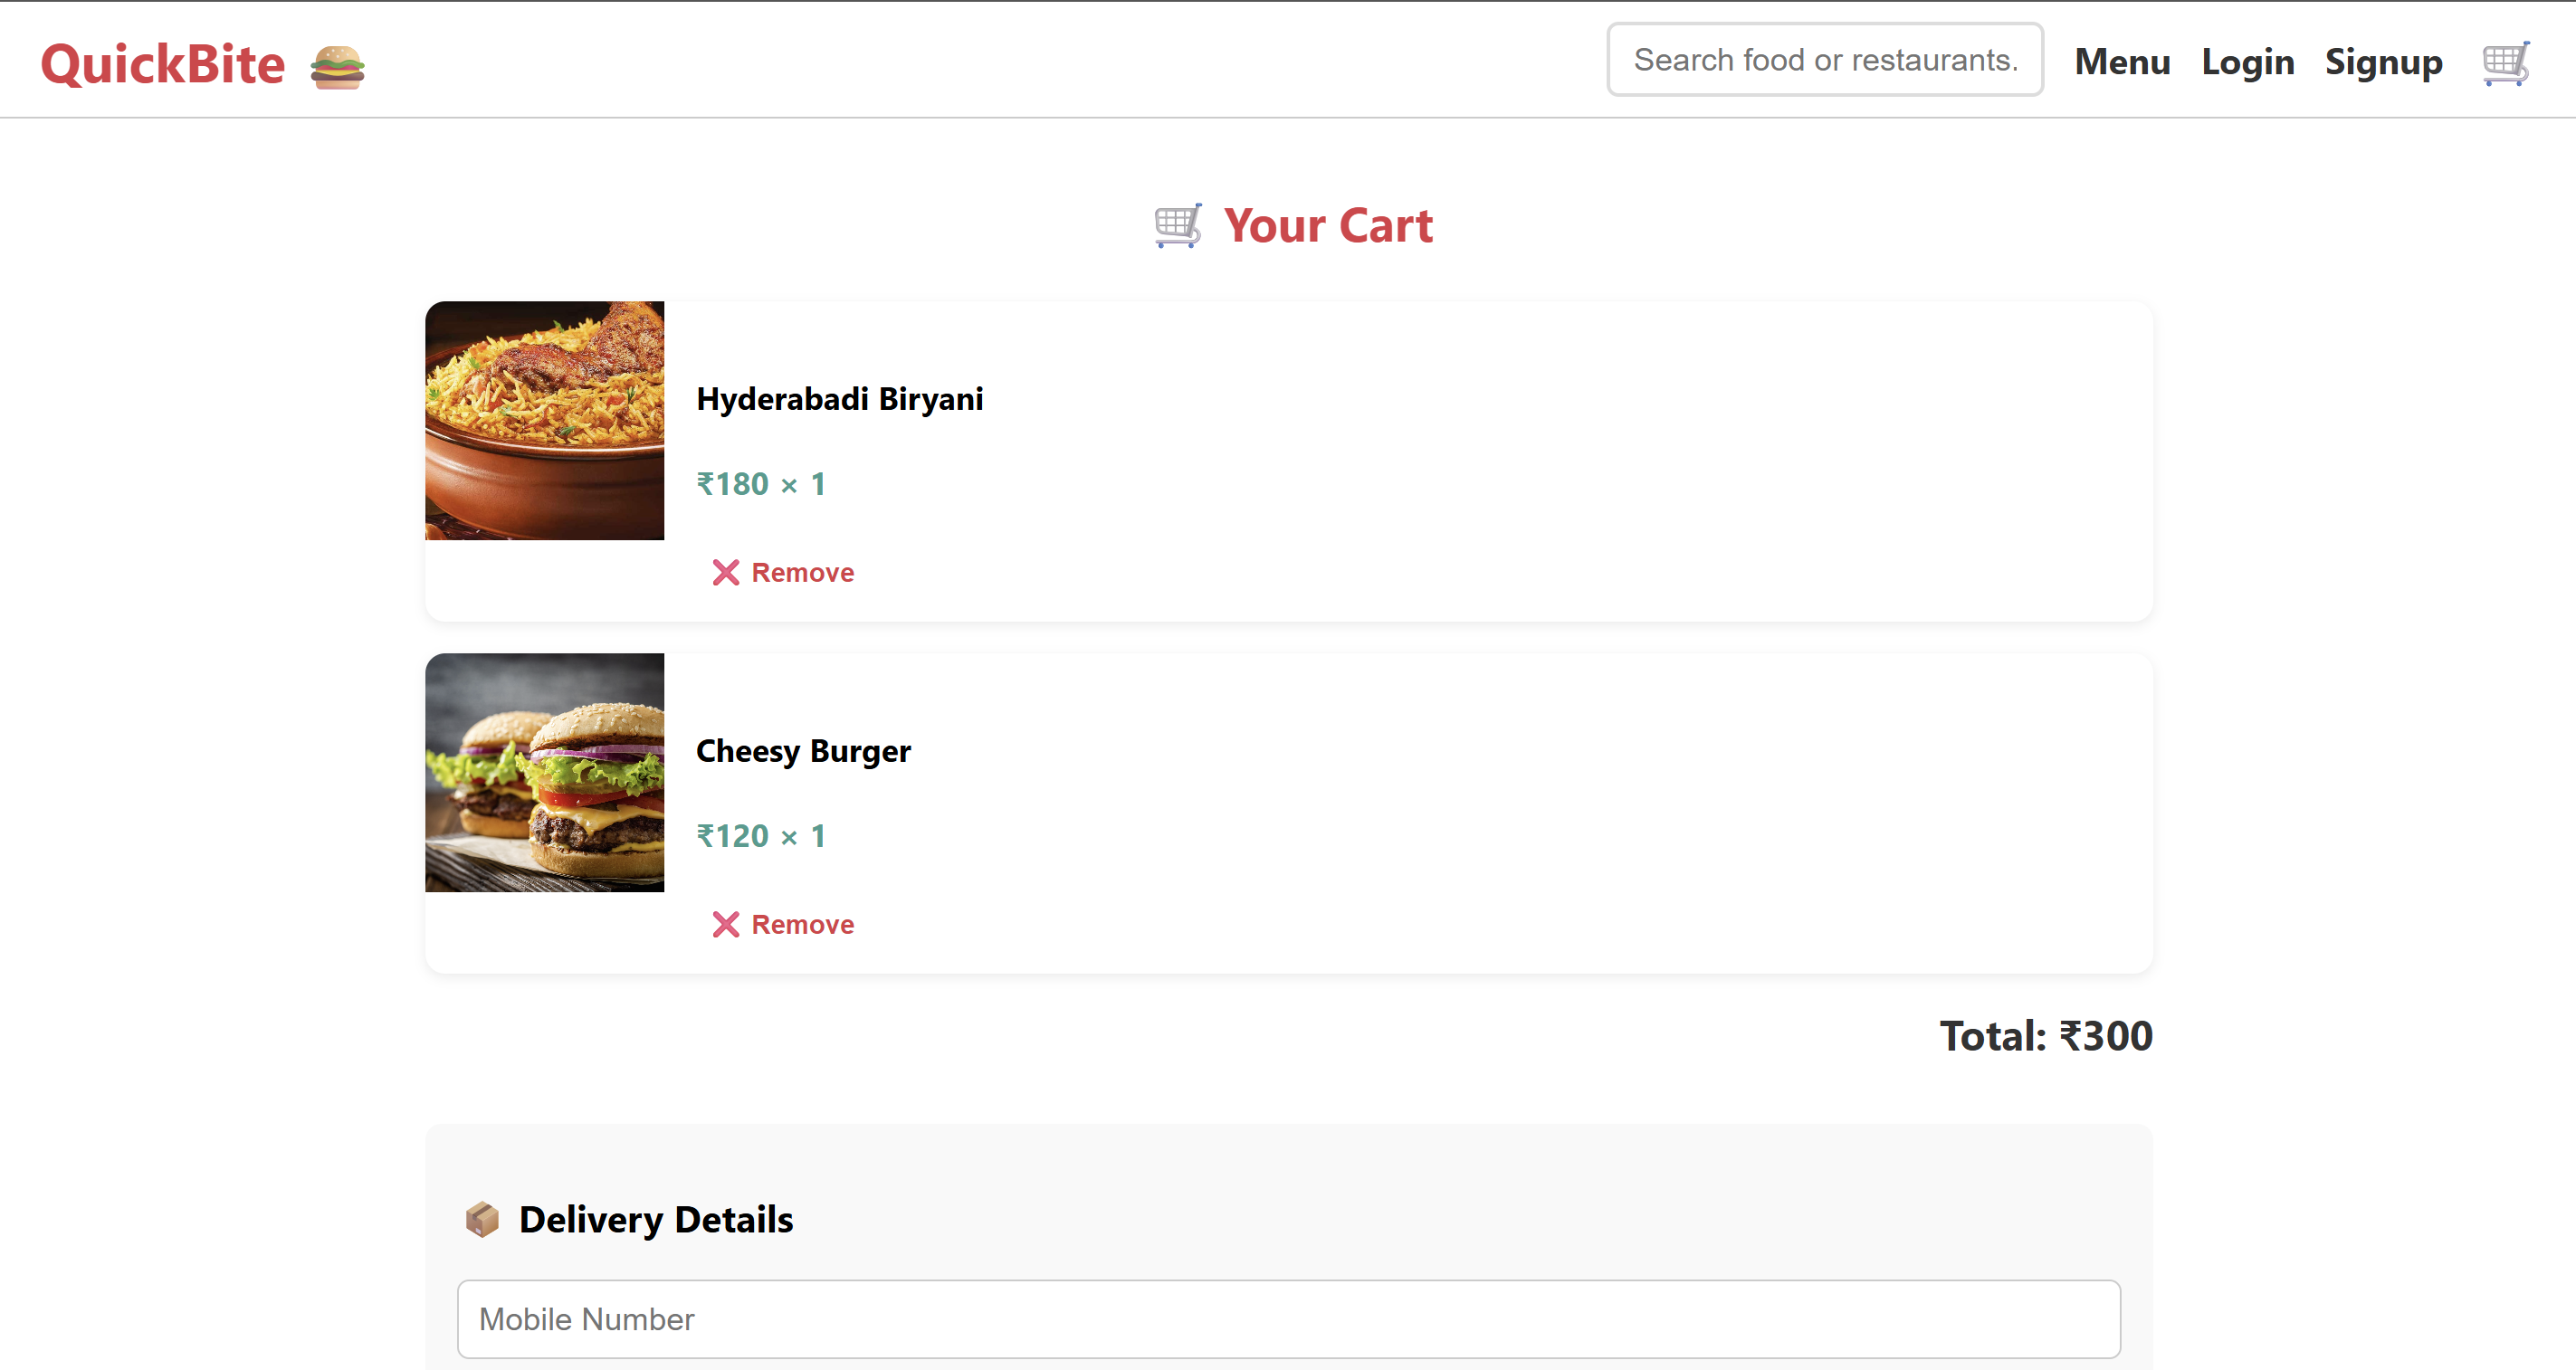 QuickBite
Search food or restaurants.
Menu
Login
Signup
Your Cart
Hyderabadi Biryani
₹180 × 1
Remove
Cheesy Burger
₹120 × 1
Remove
Total: ₹300
Delivery Details
Mobile Number